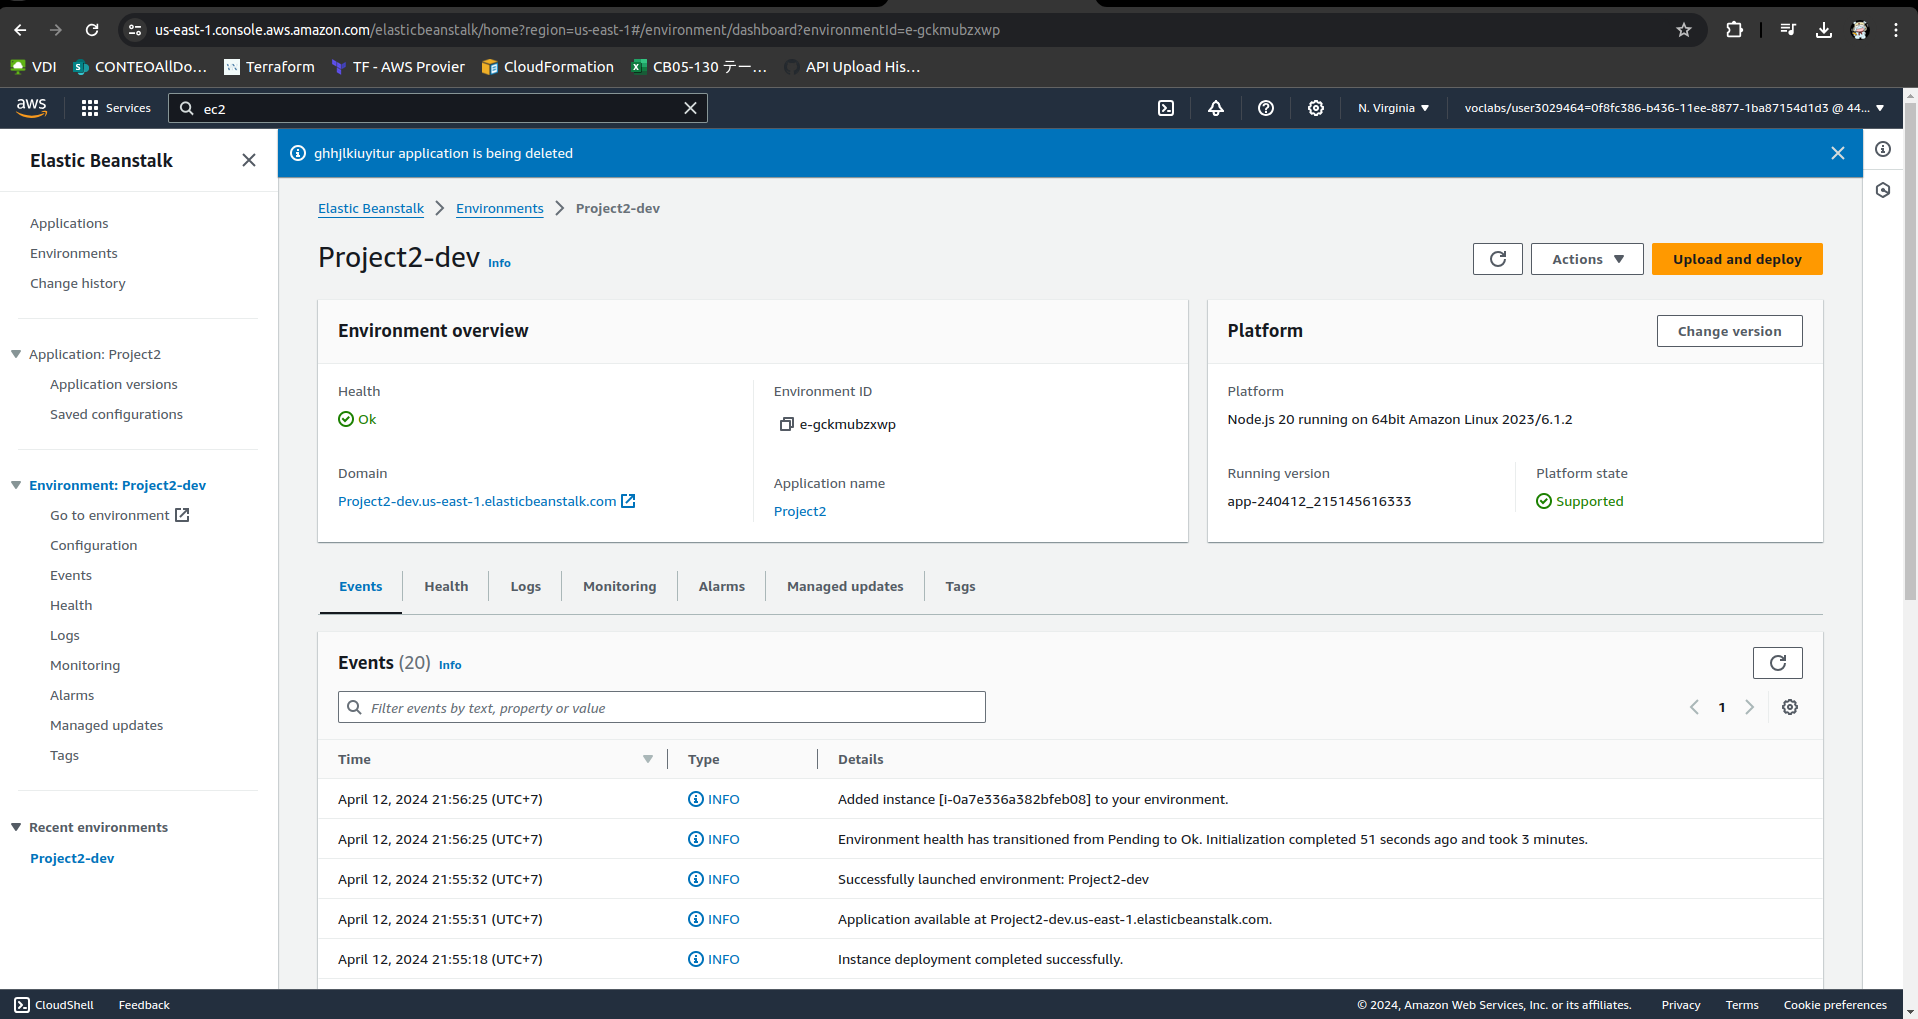 us-east-1.console.aws.amazon.com/elasticbeanstalk/home?region=us-east-1#/environment/dashboard?environmentId=e-gckmubzxwp
VDI CONTEOAllDo... Terraform TF - AWS Provier CloudFormation CB05-130 テー... API Upload His...
aws Services ec2 N. Virginia voclabs/user3029464=0f8fc386-b436-11ee-8877-1ba87154d1d3 @ 44...
Elastic Beanstalk
Applications
Environments
Change history
Application: Project2
Application versions
Saved configurations
Environment: Project2-dev
Go to environment
Configuration
Events
Health
Logs
Monitoring
Alarms
Managed updates
Tags
Recent environments
Project2-dev
ghhjlkiuyitur application is being deleted
Elastic Beanstalk Environments Project2-dev
Project2-dev Info
Actions Upload and deploy
Environment overview
Health
Ok
Domain
Project2-dev.us-east-1.elasticbeanstalk.com
Environment ID
e-gckmubzxwp
Application name
Project2
Platform Change version
Platform
Node.js 20 running on 64bit Amazon Linux 2023/6.1.2
Running version
app-240412_215145616333
Platform state
Supported
Events Health Logs Monitoring Alarms Managed updates Tags
Events (20) Info
Filter events by text, property or value
1
Time Type Details
April 12, 2024 21:56:25 (UTC+7) INFO Added instance [i-0a7e336a382bfeb08] to your environment.
April 12, 2024 21:56:25 (UTC+7) INFO Environment health has transitioned from Pending to Ok. Initialization completed 51 seconds ago and took 3 minutes.
April 12, 2024 21:55:32 (UTC+7) INFO Successfully launched environment: Project2-dev
April 12, 2024 21:55:31 (UTC+7) INFO Application available at Project2-dev.us-east-1.elasticbeanstalk.com.
April 12, 2024 21:55:18 (UTC+7) INFO Instance deployment completed successfully.
CloudShell Feedback © 2024, Amazon Web Services, Inc. or its affiliates. Privacy Terms Cookie preferences